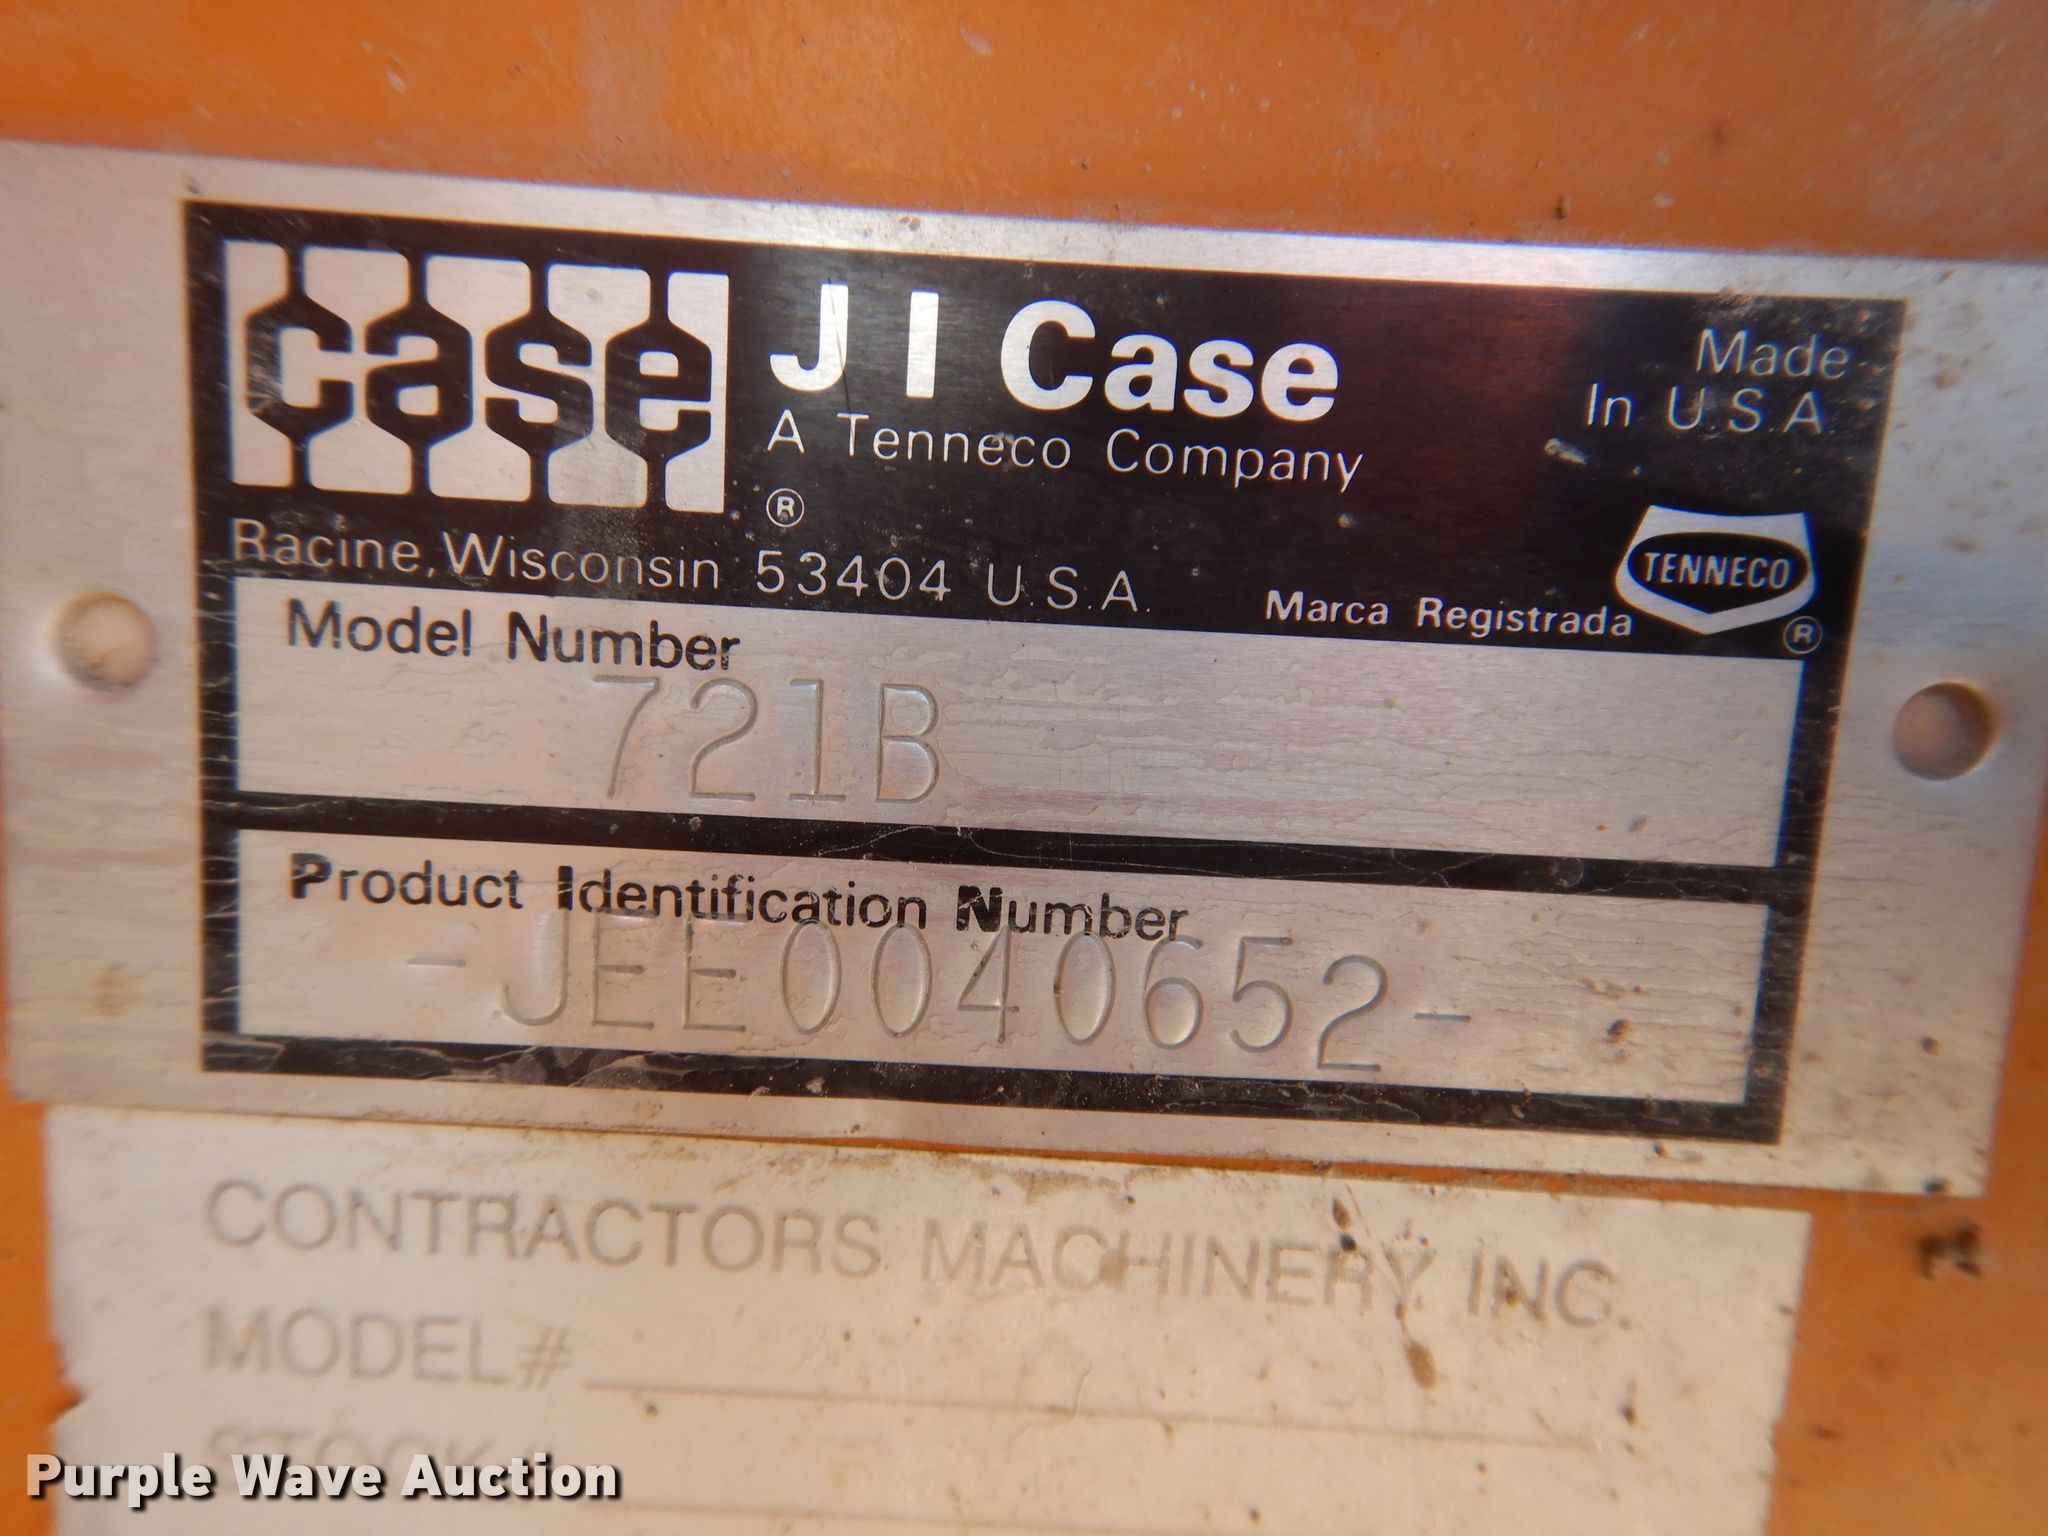 case
J I Case
A Tenneco Company
®
Made
In U.S.A.
Racine, Wisconsin 53404 U.S.A.
Marca Registrada
TENNECO
®
Model Number
721B
Product Identification Number
-JEE0040652-
CONTRACTORS MACHINERY INC.
MODEL#
STOCK
Purple Wave Auction